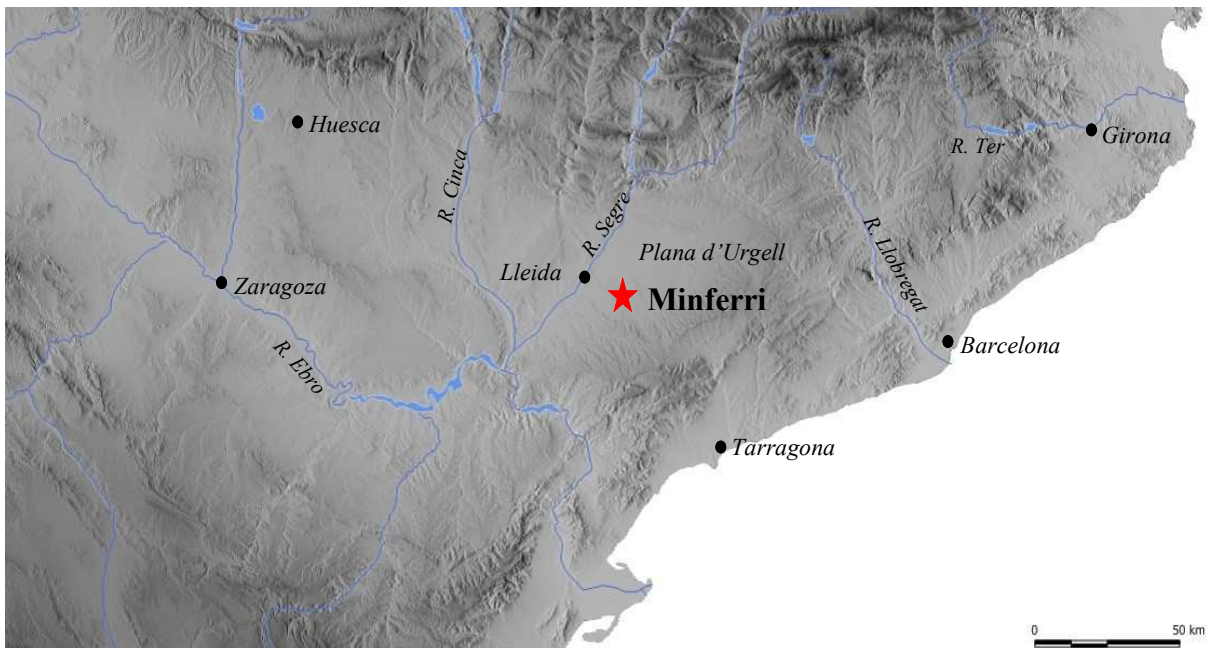 Huesca
Girona
R. Ter
R. Cinca
R. Segre
Plana d’Urgell
R. Llobregat
Lleida
Zaragoza
Minferri
R. Ebro
Barcelona
Tarragona
0
50 km